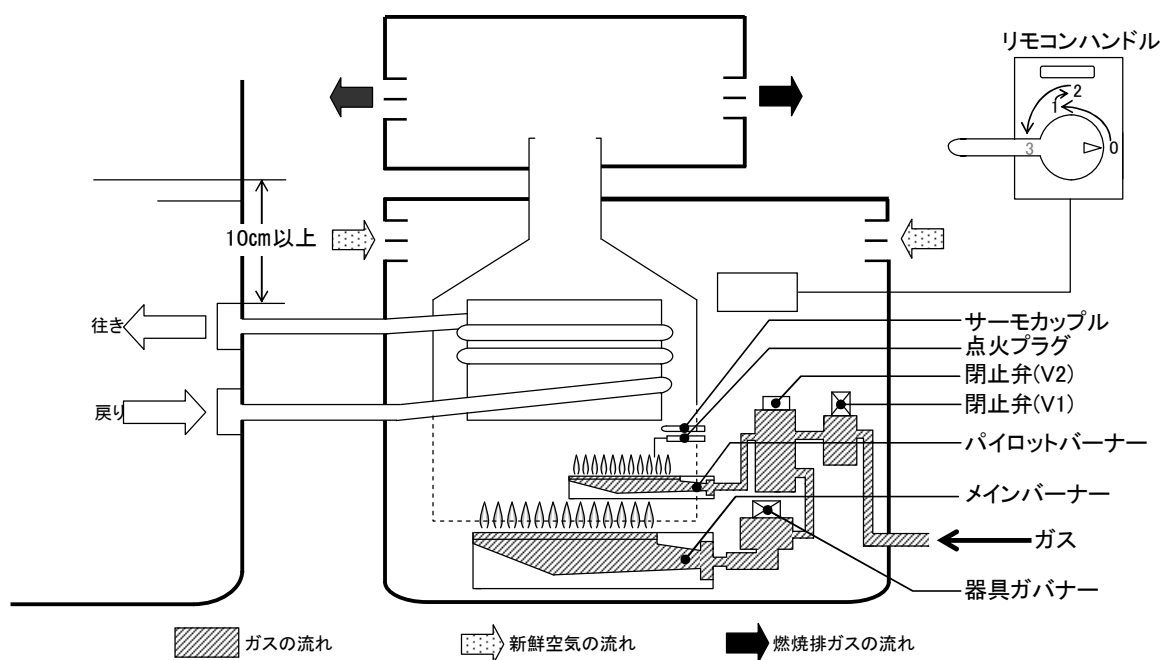 リモコンハンドル
2
1
3
0
10cm以上
往き
戻り
サーモカップル
点火プラグ
閉止弁(V2)
閉止弁(V1)
パイロットバーナー
メインバーナー
ガス
器具ガバナー
ガスの流れ
新鮮空気の流れ
燃焼排ガスの流れ